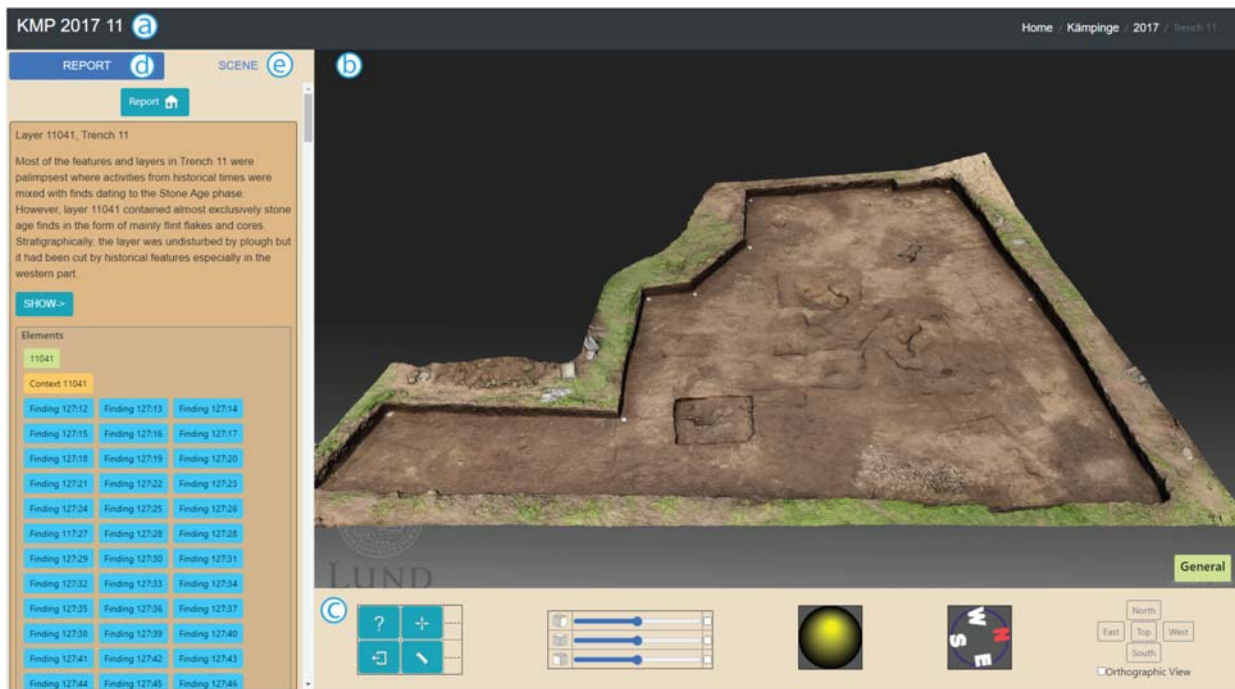 KMP 2017 11 a
Home / Kämpinge / 2017 / Trench 11
REPORT d SCENE e
b
Report
Layer 11041, Trench 11
Most of the features and layers in Trench 11 were
palimpsest where activities from historical times were
mixed with finds dating to the Stone Age phase.
However, layer 11041 contained almost exclusively stone
age finds in the form of mainly flint flakes and cores.
Stratigraphically, the layer was undisturbed by plough but
it had been cut by historical features especially in the
western part.
SHOW->
Elements
11041
Context 11041
Finding 127:12 Finding 127:13 Finding 127:14
Finding 127:15 Finding 127:16 Finding 127:17
Finding 127:18 Finding 127:19 Finding 127:20
Finding 127:21 Finding 127:22 Finding 127:23
Finding 127:24 Finding 127:25 Finding 127:26
Finding 117:27 Finding 127:28 Finding 127:28
Finding 127:29 Finding 127:30 Finding 127:31
Finding 127:32 Finding 127:33 Finding 127:34
Finding 127:35 Finding 127:36 Finding 127:37
Finding 127:38 Finding 127:39 Finding 127:40
Finding 127:41 Finding 127:42 Finding 127:43
Finding 127:44 Finding 127:45 Finding 127:46
LUND
General
c
?
N
E
S
W
North
East Top West
South
Orthographic View